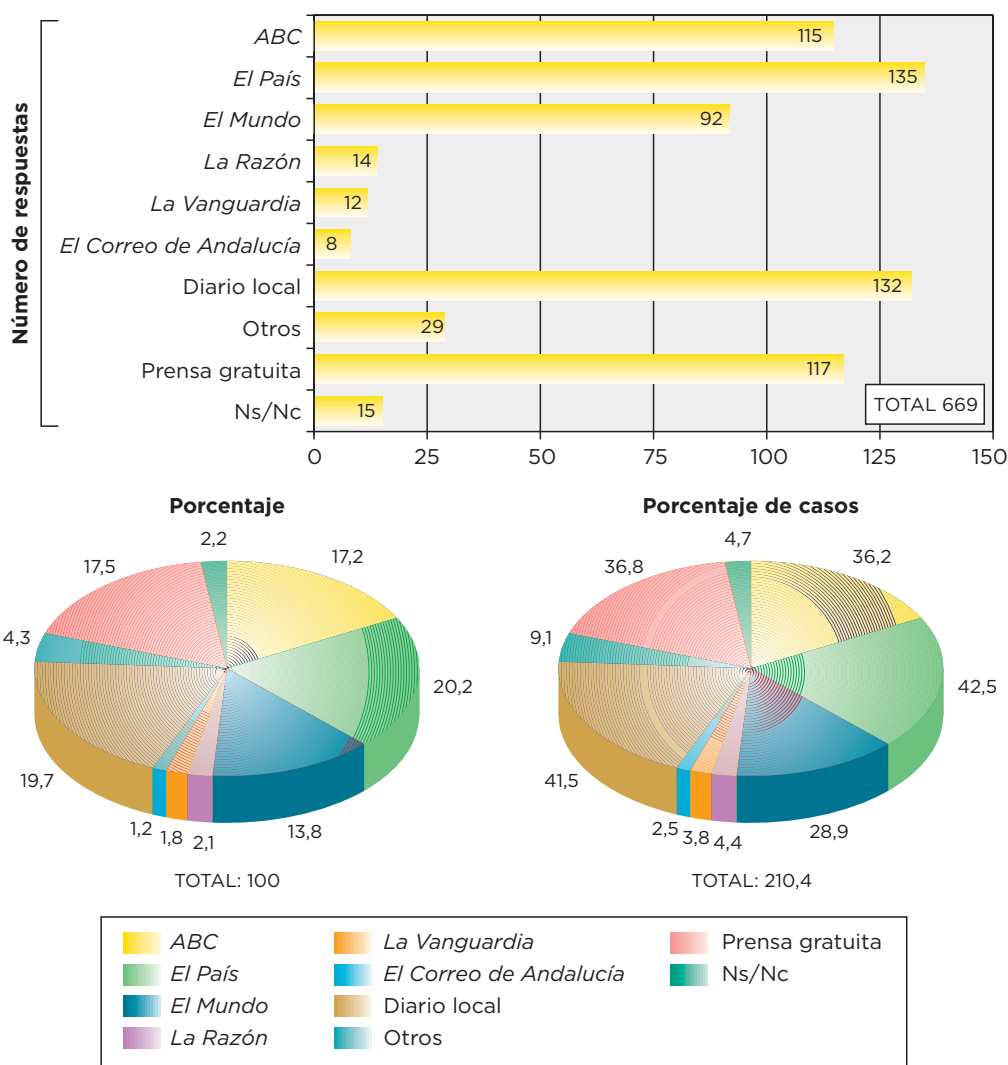 Número de respuestas
ABC 115
El País 135
El Mundo 92
La Razón 14
La Vanguardia 12
El Correo de Andalucía 8
Diario local 132
Otros 29
Prensa gratuita 117
Ns/Nc 15
TOTAL 669
0 25 50 75 100 125 150
Porcentaje
2,2
17,2
17,5
4,3
20,2
19,7
1,2
1,8
2,1
13,8
TOTAL: 100
Porcentaje de casos
4,7
36,2
36,8
9,1
42,5
41,5
2,5
3,8
4,4
28,9
TOTAL: 210,4
ABC
El País
El Mundo
La Razón
La Vanguardia
El Correo de Andalucía
Diario local
Otros
Prensa gratuita
Ns/Nc